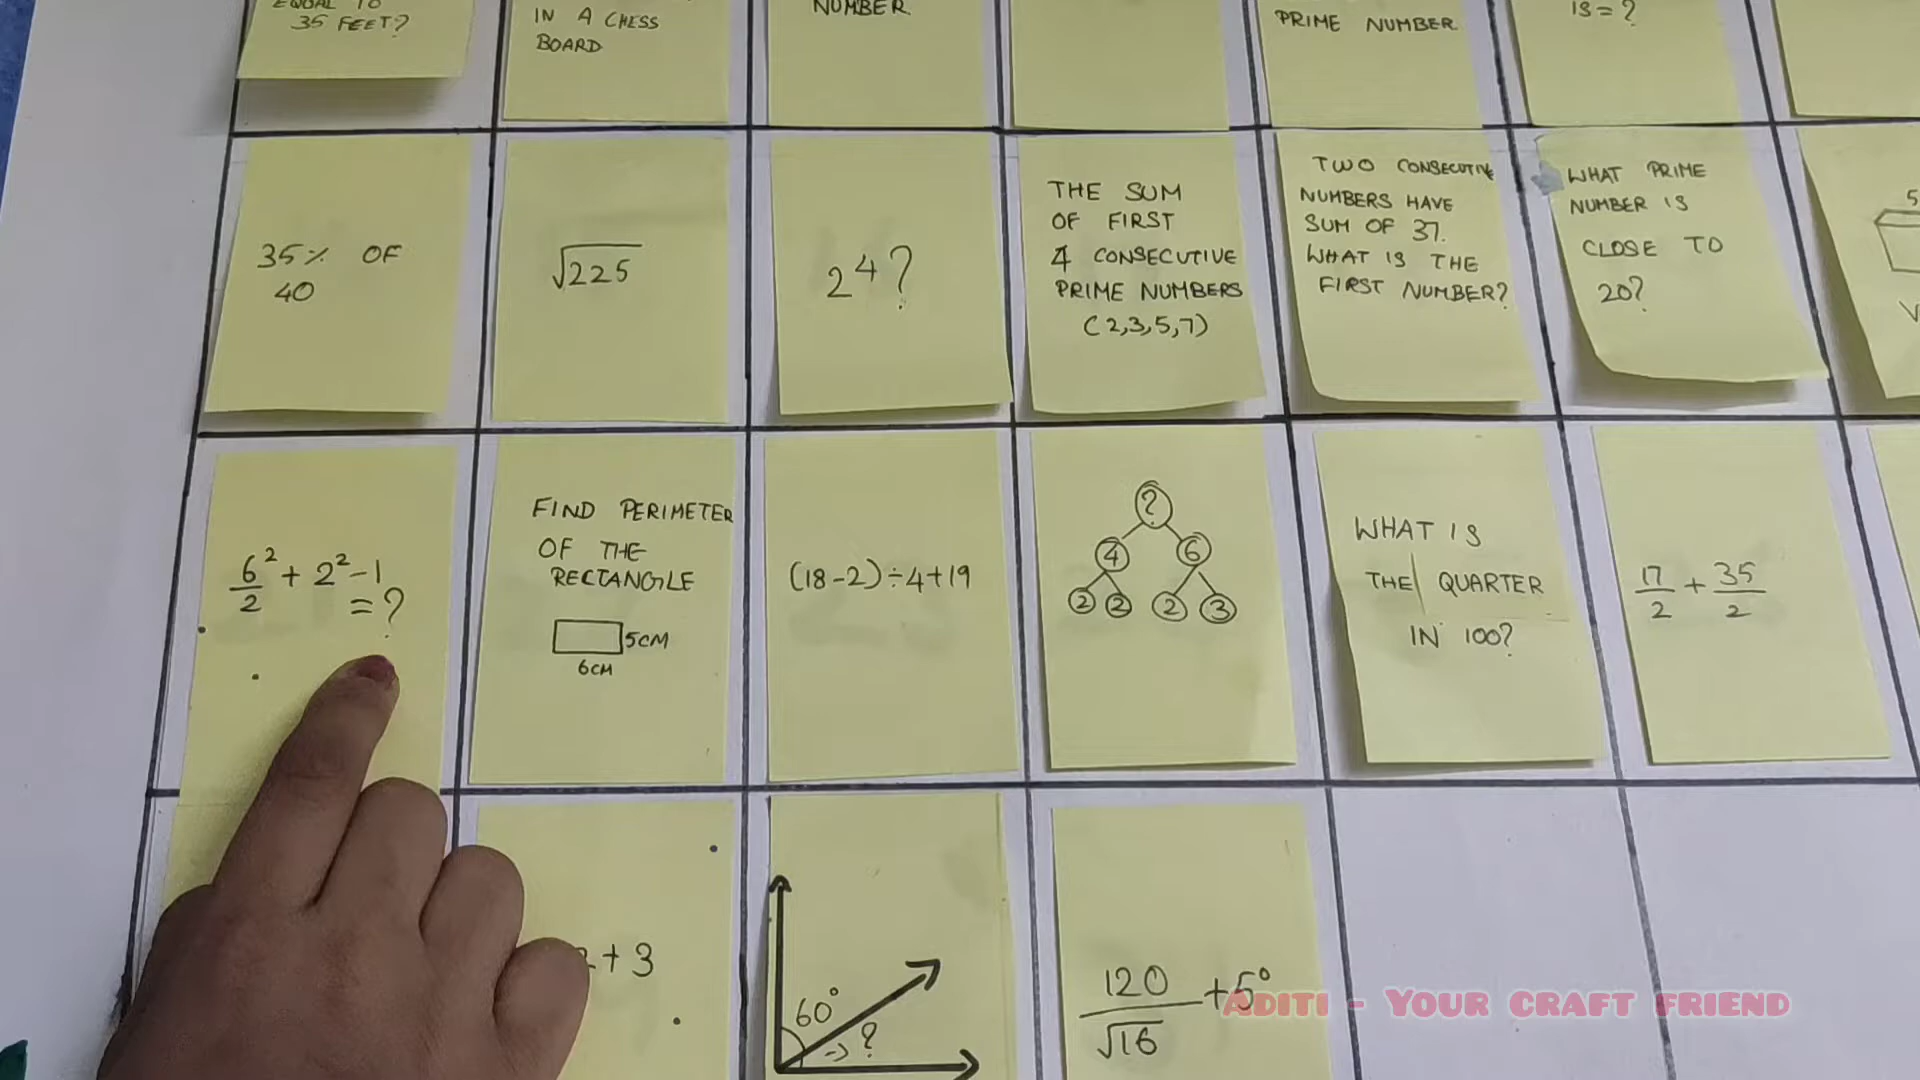 EQUAL TO
35 FEET?
IN A CHESS
BOARD
NUMBER
PRIME NUMBER
13 = ?
35% OF
40
√225
2⁴?
THE SUM
OF FIRST
4 CONSECUTIVE
PRIME NUMBERS
(2,3,5,7)
TWO CONSECUTIVE
NUMBERS HAVE
SUM OF 37.
WHAT IS THE
FIRST NUMBER?
WHAT PRIME
NUMBER IS
CLOSE TO
20?
5
V
6²/2 + 2² - 1
= ?
FIND PERIMETER
OF THE
RECTANGLE
5CM
6CM
(18-2) ÷ 4 + 19
?
4 6
2 2 2 3
WHAT IS
THE QUARTER
IN 100?
17/2 + 35/2
+ 3
60°
→ ?
120/√16 + 5°
ADITI - YOUR CRAFT FRIEND